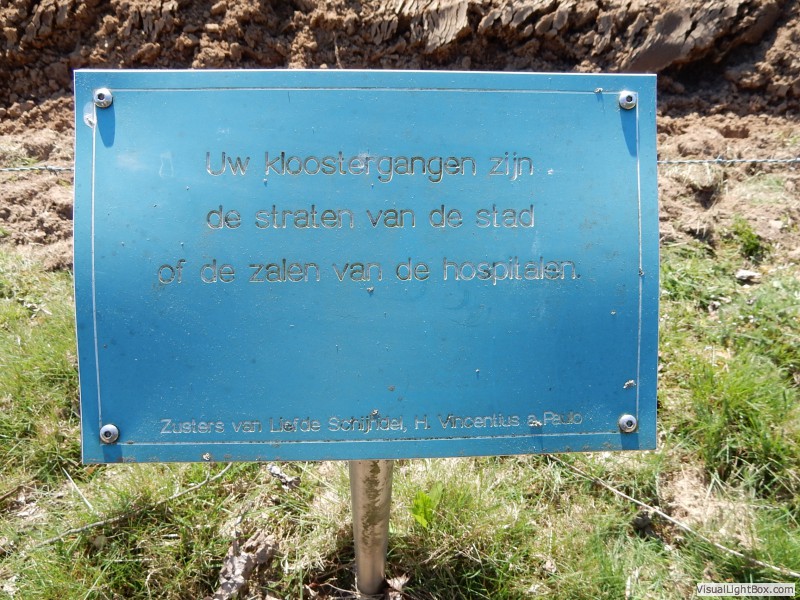 Uw kloostergangen zijn
de straten van de stad
of de zalen van de hospitalen.
Zusters van Liefde Schijndel, H. Vincentius a Paulo
VisualLightBox.com